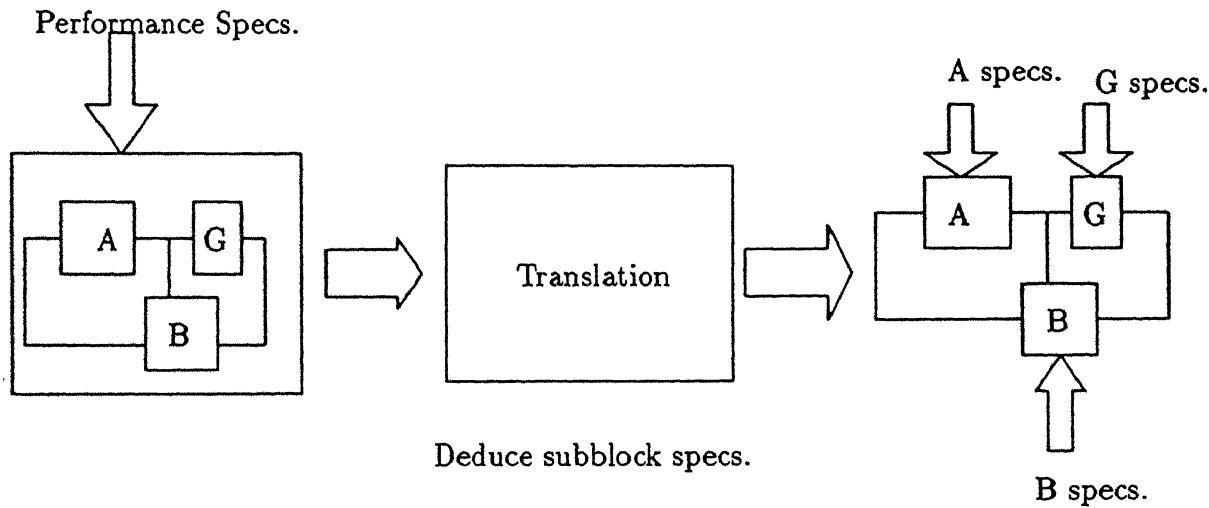 Performance Specs.
A
G
B
Translation
Deduce subblock specs.
A specs.
G specs.
A
G
B
B specs.